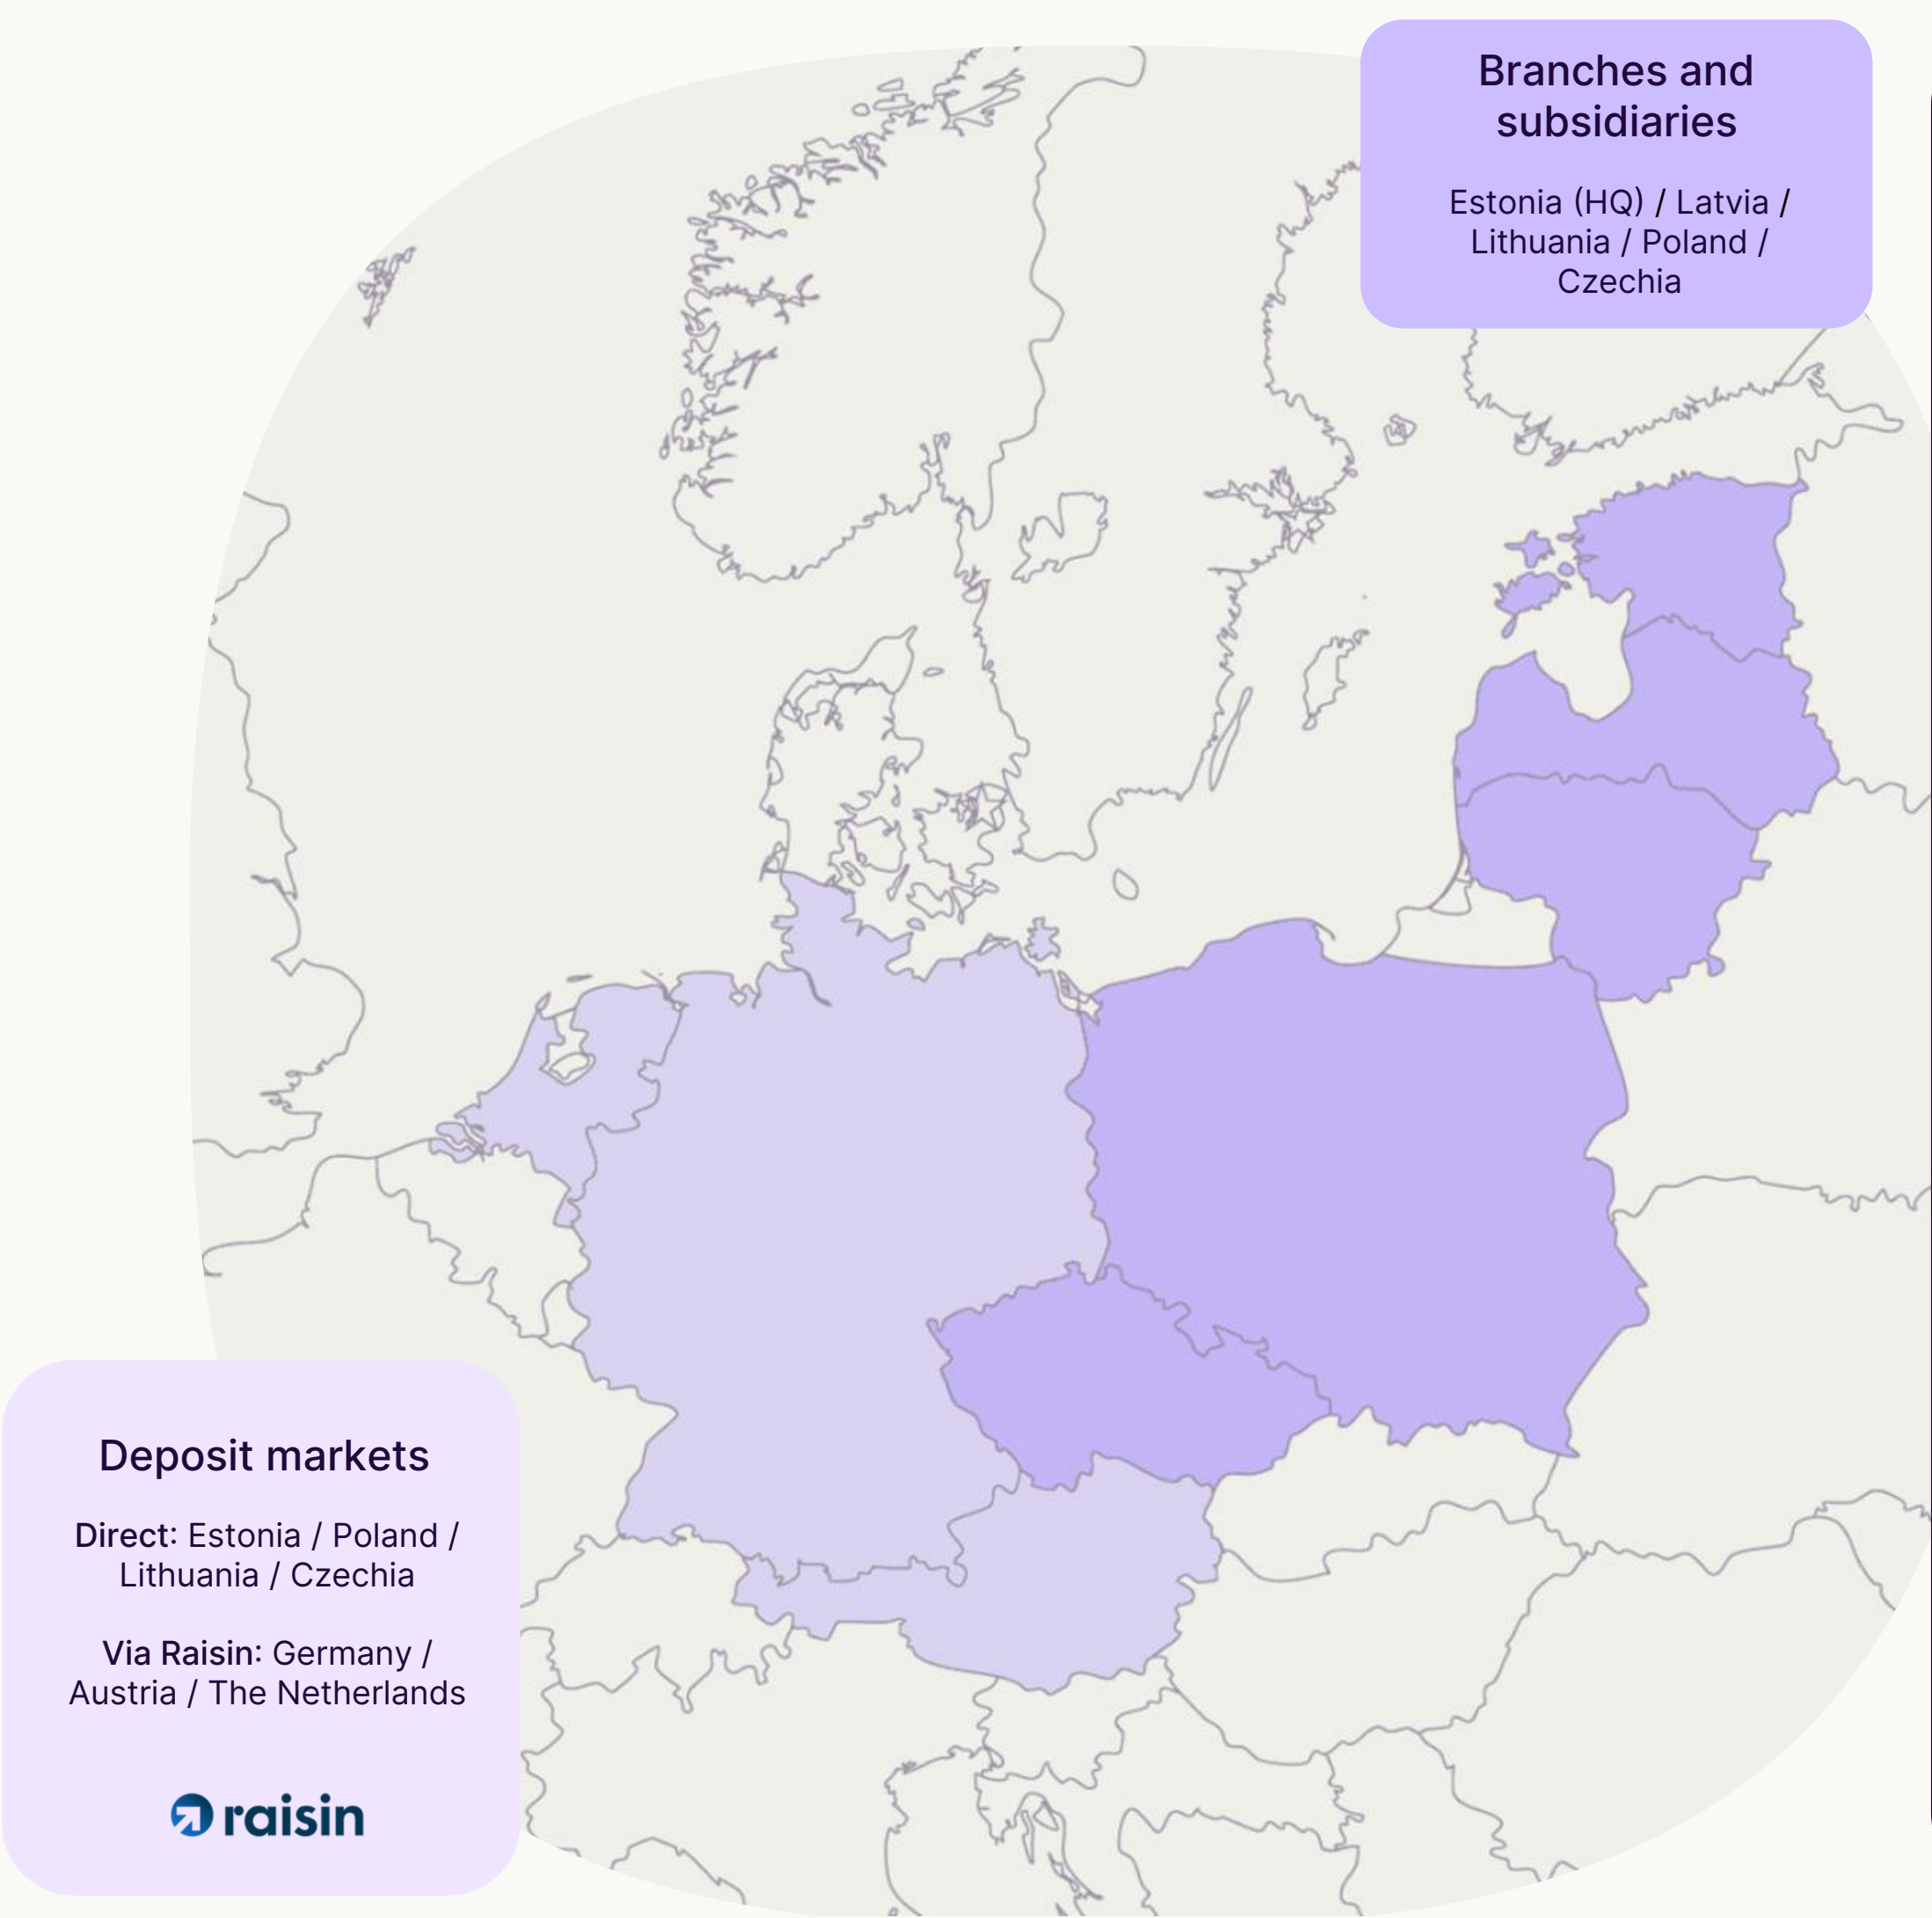 Branches and
subsidiaries
Estonia (HQ) / Latvia /
Lithuania / Poland /
Czechia
Deposit markets
Direct: Estonia / Poland /
Lithuania / Czechia
Via Raisin: Germany /
Austria / The Netherlands
raisin